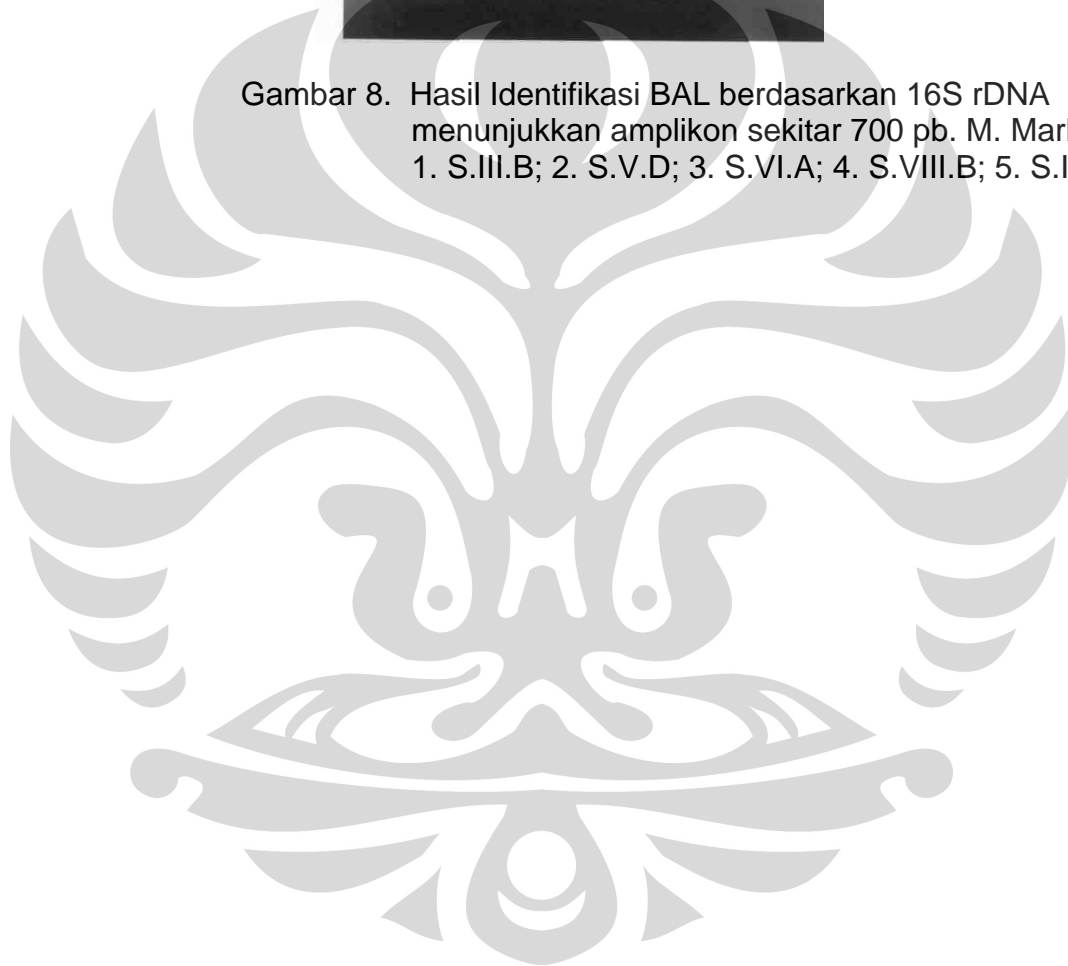 Gambar 8. Hasil Identifikasi BAL berdasarkan 16S rDNA
menunjukkan amplikon sekitar 700 pb. M.
1. S.III.B; 2. S.V.D; 3. S.VI.A; 4. S.VIII.B; 5.